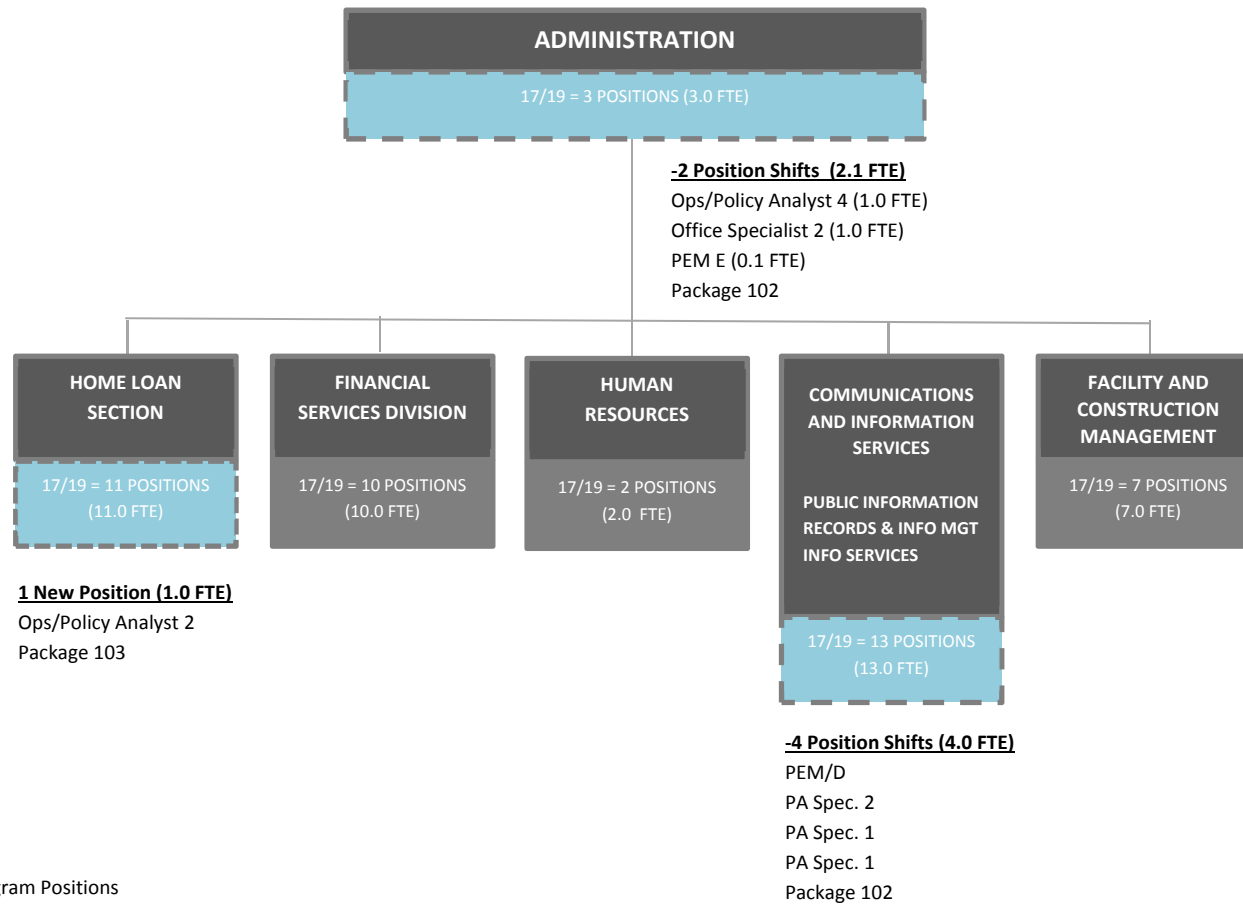 ADMINISTRATION
17/19 = 3 POSITIONS (3.0 FTE)
-2 Position Shifts  (2.1 FTE)
Ops/Policy Analyst 4 (1.0 FTE)
Office Specialist 2 (1.0 FTE)
PEM E (0.1 FTE)
Package 102
HOME LOAN
SECTION
17/19 = 11 POSITIONS
(11.0 FTE)
1 New Position (1.0 FTE)
Ops/Policy Analyst 2
Package 103
FINANCIAL
SERVICES DIVISION
17/19 = 10 POSITIONS
(10.0 FTE)
HUMAN
RESOURCES
17/19 = 2 POSITIONS
(2.0  FTE)
COMMUNICATIONS
AND INFORMATION
SERVICES
PUBLIC INFORMATION
RECORDS & INFO MGT
INFO SERVICES
17/19 = 13 POSITIONS
(13.0 FTE)
-4 Position Shifts (4.0 FTE)
PEM/D
PA Spec. 2
PA Spec. 1
PA Spec. 1
Package 102
FACILITY AND
CONSTRUCTION
MANAGEMENT
17/19 = 7 POSITIONS
(7.0 FTE)
gram Positions